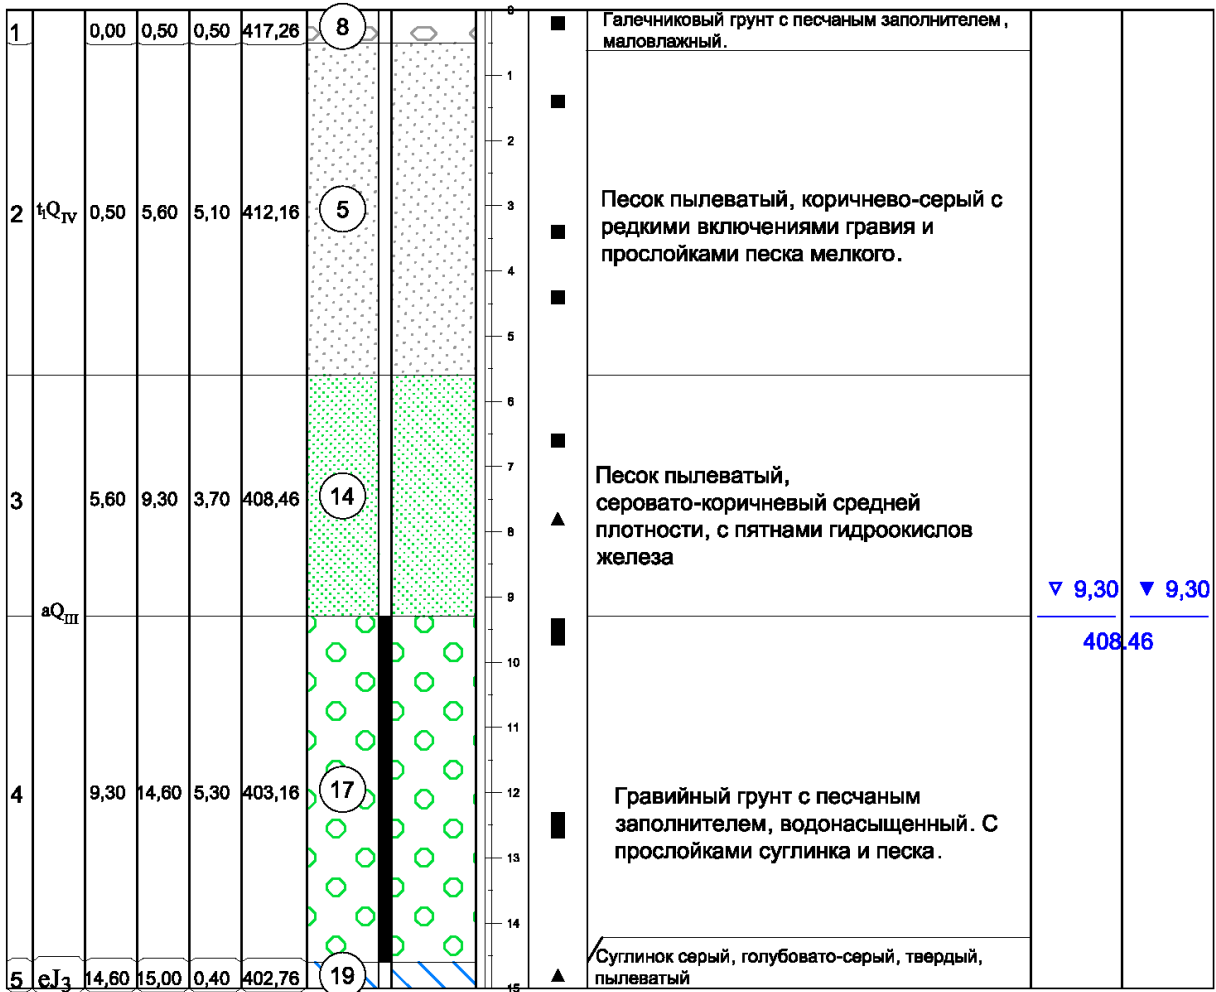 1 0,00 0,50 0,50 417,26 8 Галечниковый грунт с песчаным заполнителем,
маловлажный.
0
1
2
2 t₁Q_IV 0,50 5,60 5,10 412,16 5 3 Песок пылеватый, коричнево-серый с
редкими включениями гравия и
прослойками песка мелкого.
4
5
6
7
3 5,60 9,30 3,70 408,46 14 Песок пылеватый,
серовато-коричневый средней
плотности, с пятнами гидроокислов
железа
8
9
9,30 9,30
408.46
aQ_III
10
11
4 9,30 14,60 5,30 403,16 17 12 Гравийный грунт с песчаным
заполнителем, водонасыщенный. С
прослойками суглинка и песка.
13
14
5 eJ₃ 14,60 15,00 0,40 402,76 19 Суглинок серый, голубовато-серый, твердый,
пылеватый
15